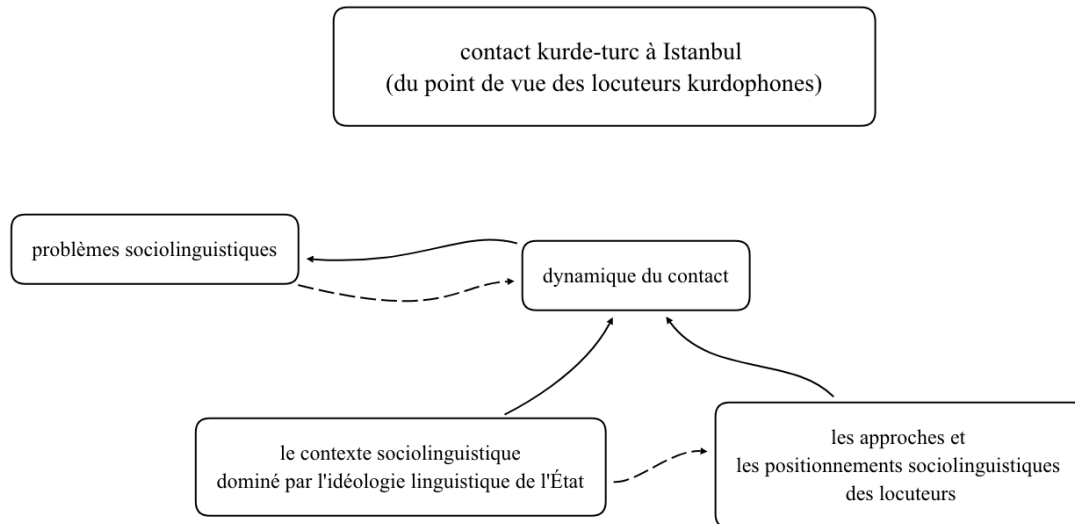 contact kurde-turc à Istanbul
(du point de vue des locuteurs kurdophones)
problèmes sociolinguistiques
dynamique du contact
le contexte sociolinguistique
dominé par l'idéologie linguistique de l'État
les approches et
les positionnements sociolinguistiques
des locuteurs